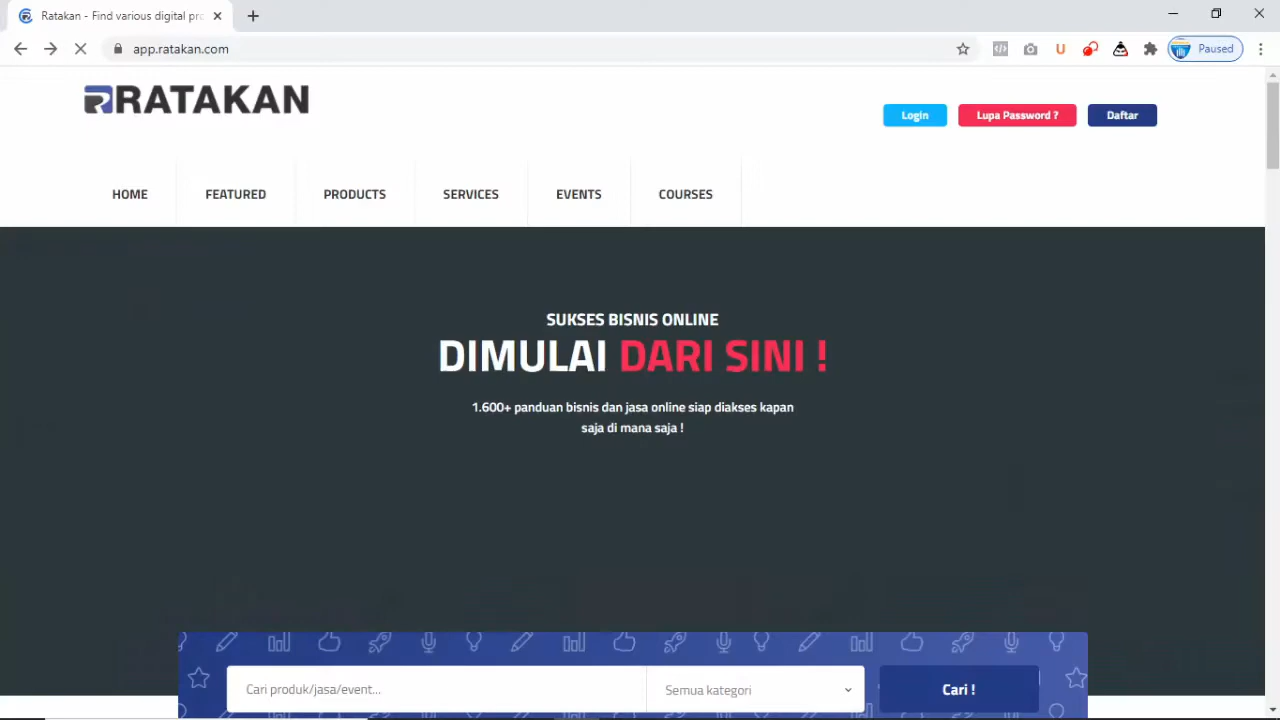 Ratakan - Find various digital pro
app.ratakan.com
U
Paused
RATAKAN
Login
Lupa Password ?
Daftar
HOME
FEATURED
PRODUCTS
SERVICES
EVENTS
COURSES
SUKSES BISNIS ONLINE
DIMULAI DARI SINI !
1.600+ panduan bisnis dan jasa online siap diakses kapan
saja di mana saja !
Cari produk/jasa/event...
Semua kategori
Cari !